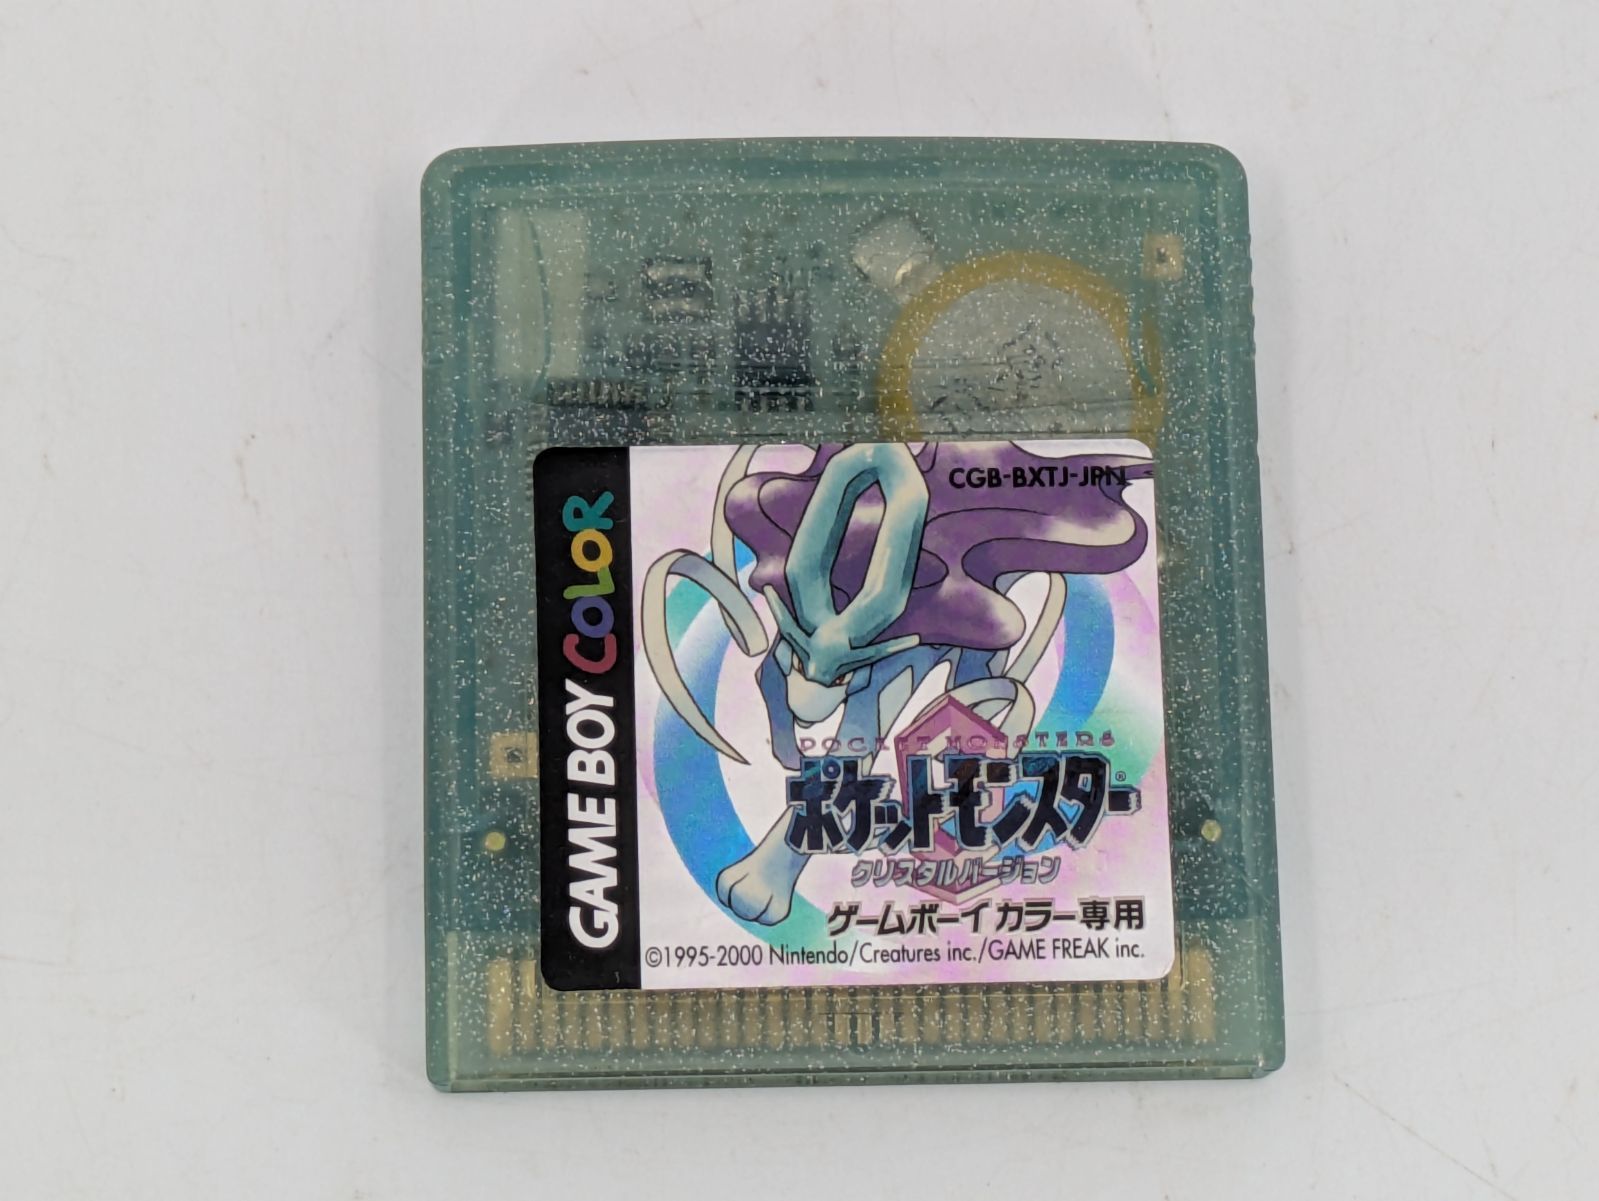 CGB-BXTJ-JPN
GAME BOY COLOR
POCKET MONSTERS
ポケットモンスター®
クリスタルバージョン
ゲームボーイカラー専用
©1995-2000 Nintendo/Creatures inc./GAME FREAK inc.